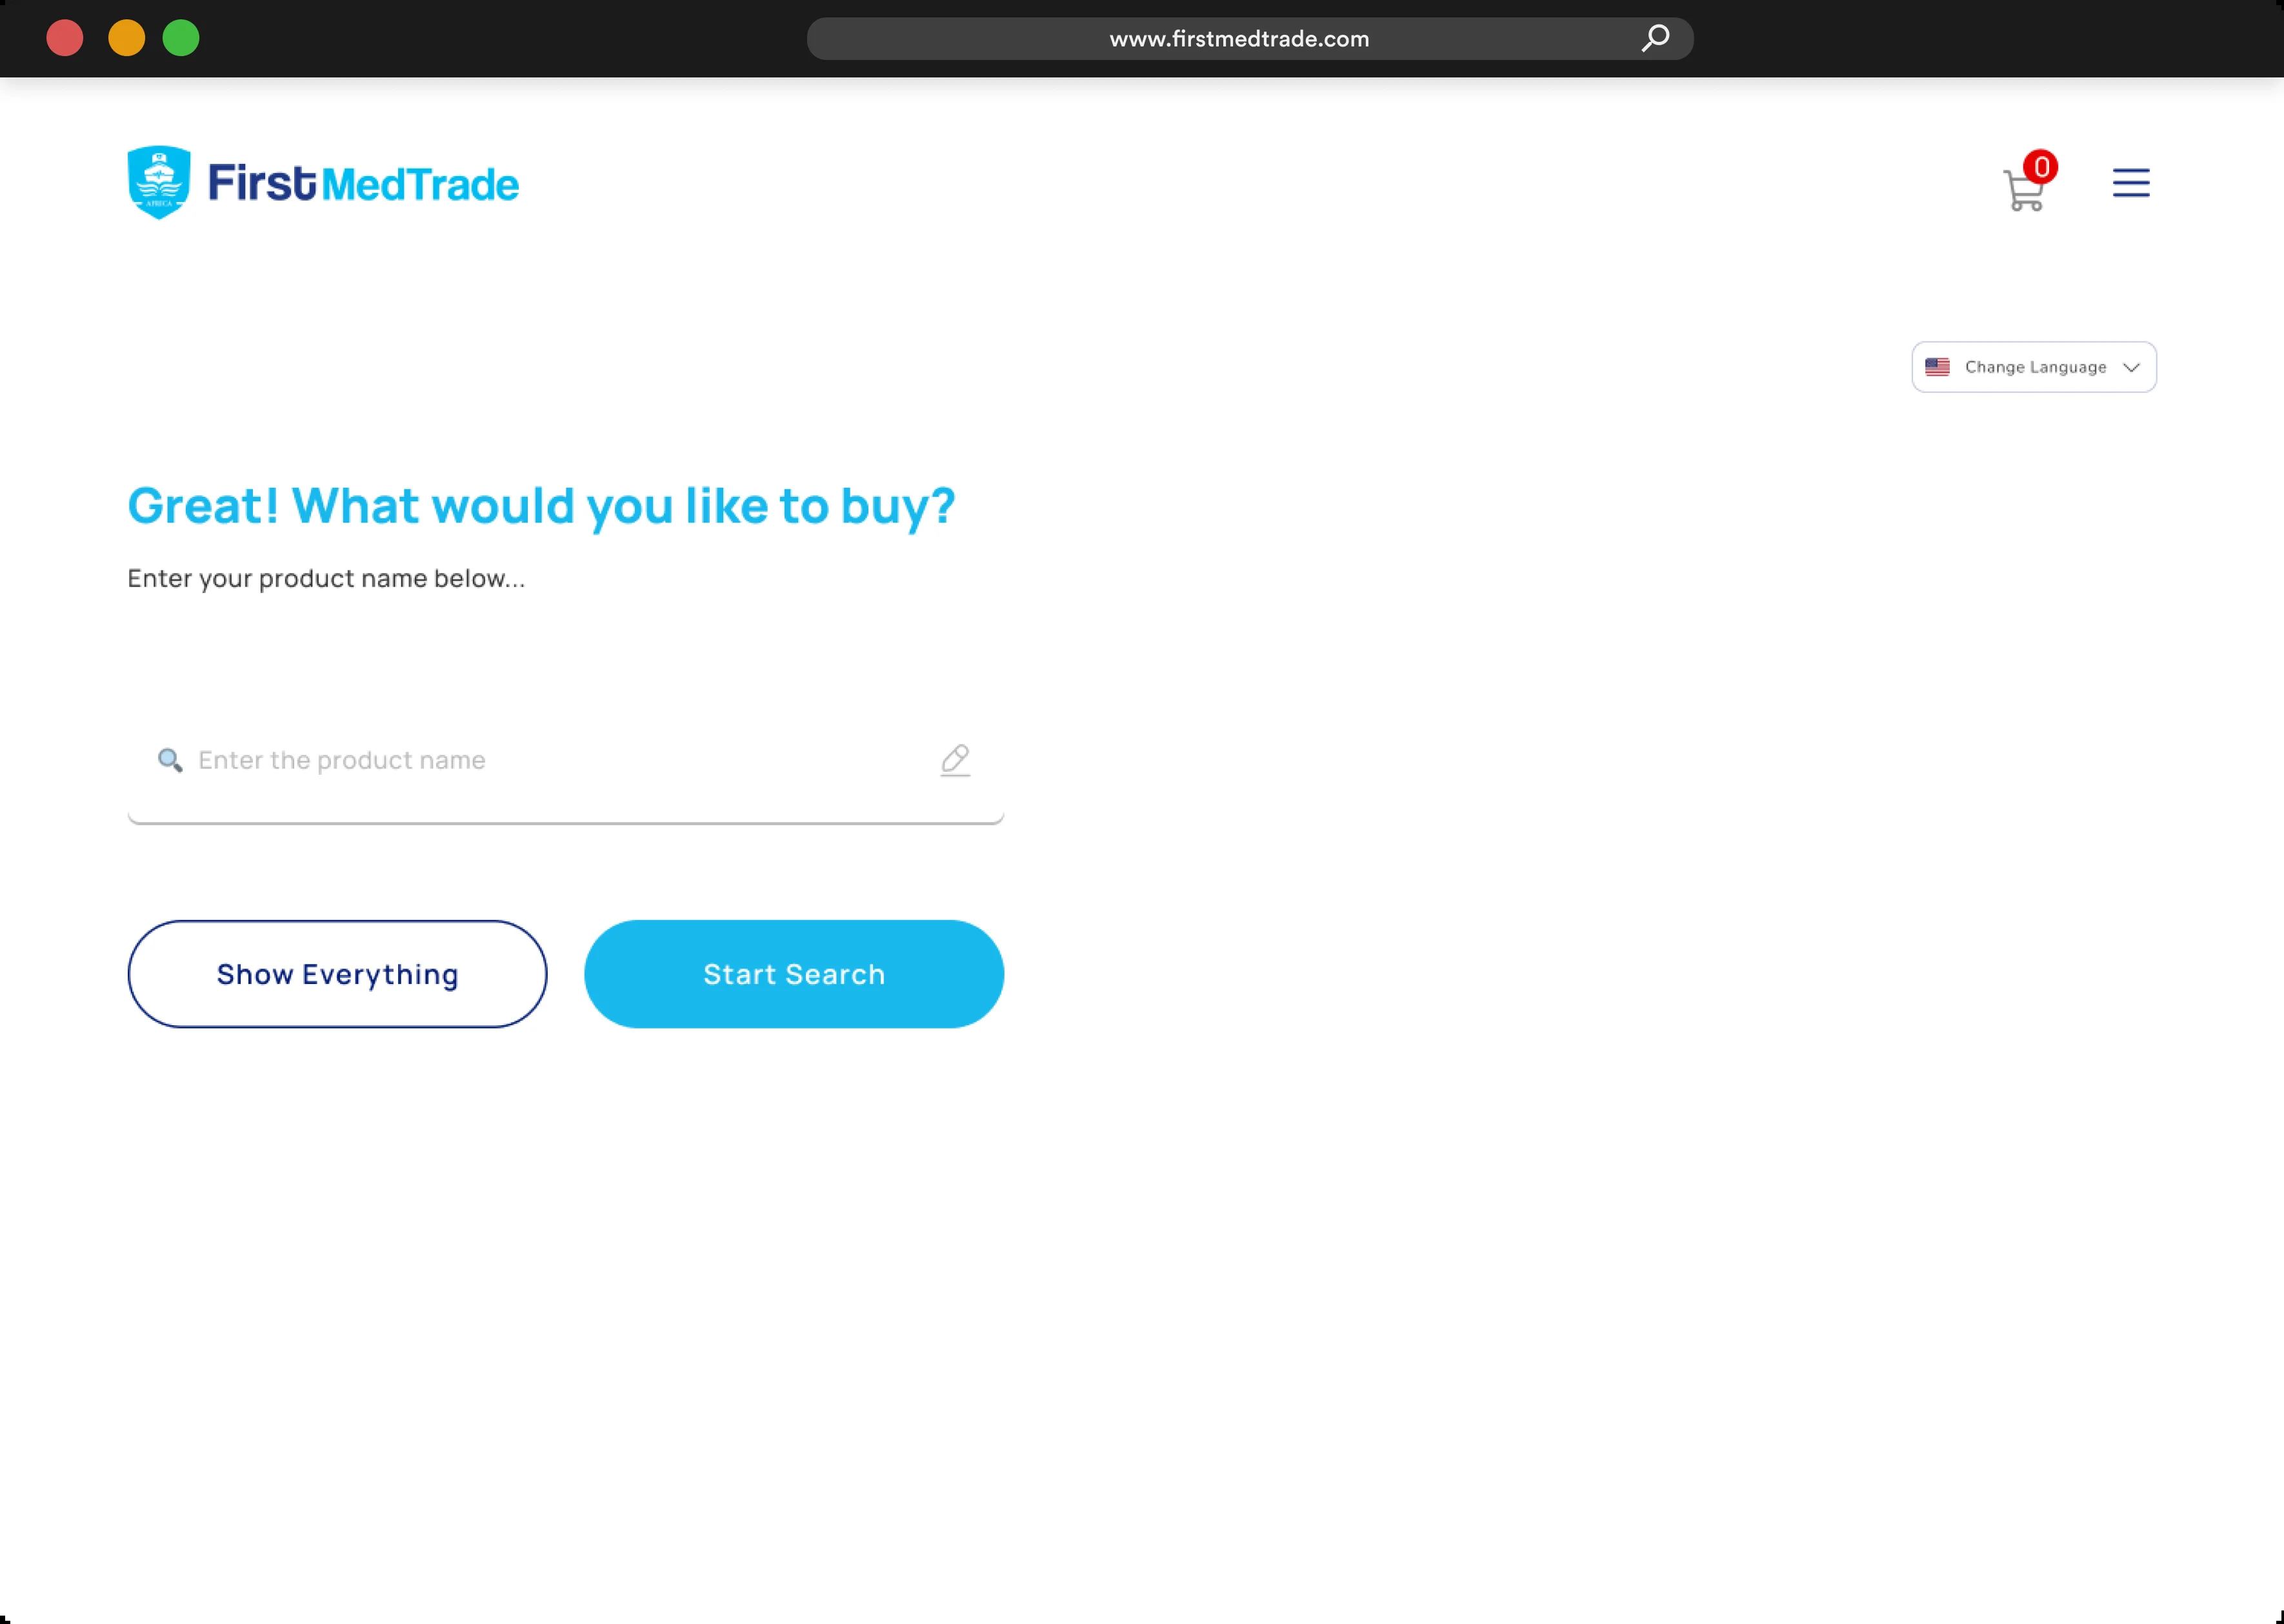 www.firstmedtrade.com
AFRICA
FirstMedTrade
0
Change Language
Great! What would you like to buy?
Enter your product name below...
Enter the product name
Show Everything
Start Search